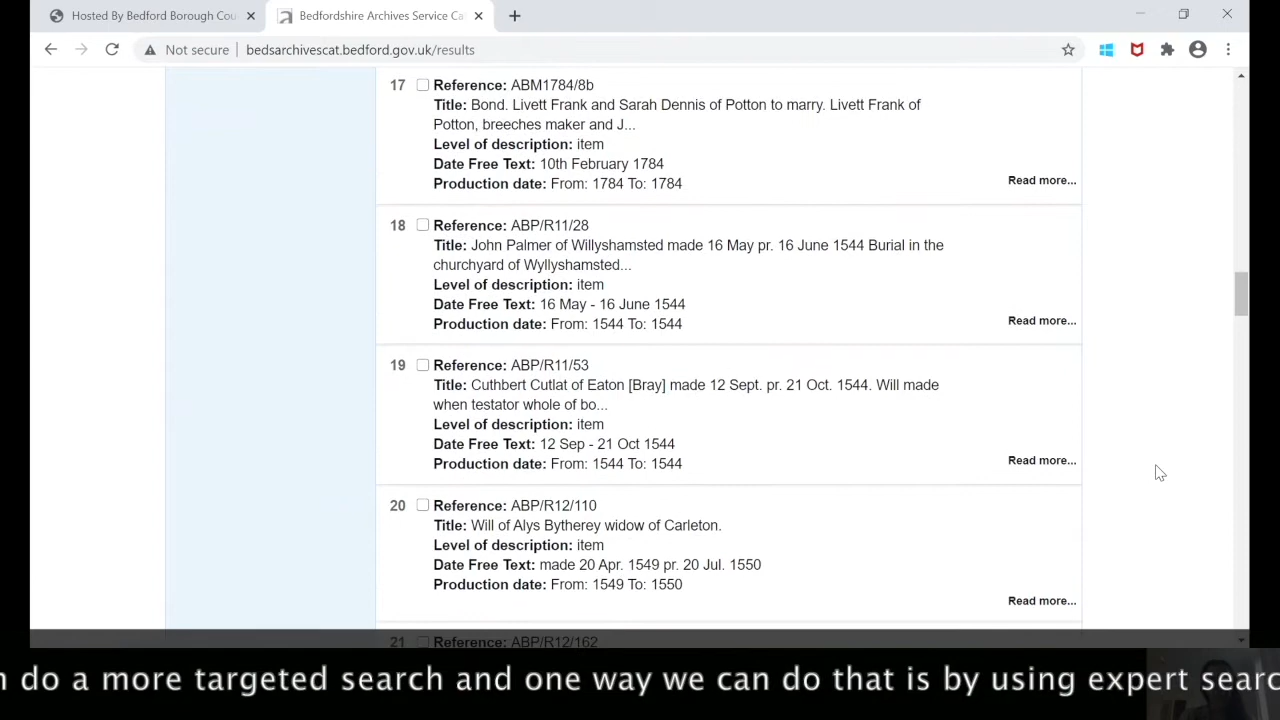 Hosted By Bedford Borough Cou
Bedfordshire Archives Service Ca
Not secure
bedsarchivescat.bedford.gov.uk/results
17
Reference: ABM1784/8b
Title: Bond. Livett Frank and Sarah Dennis of Potton to marry. Livett Frank of
Potton, breeches maker and J...
Level of description: item
Date Free Text: 10th February 1784
Production date: From: 1784 To: 1784
Read more...
18
Reference: ABP/R11/28
Title: John Palmer of Willyshamsted made 16 May pr. 16 June 1544 Burial in the
churchyard of Wyllyshamsted...
Level of description: item
Date Free Text: 16 May - 16 June 1544
Production date: From: 1544 To: 1544
Read more...
19
Reference: ABP/R11/53
Title: Cuthbert Cutlat of Eaton [Bray] made 12 Sept. pr. 21 Oct. 1544. Will made
when testator whole of bo...
Level of description: item
Date Free Text: 12 Sep - 21 Oct 1544
Production date: From: 1544 To: 1544
Read more...
20
Reference: ABP/R12/110
Title: Will of Alys Bytherey widow of Carleton.
Level of description: item
Date Free Text: made 20 Apr. 1549 pr. 20 Jul. 1550
Production date: From: 1549 To: 1550
Read more...
21
Reference: ABP/R12/162
n do a more targeted search and one way we can do that is by using expert searc